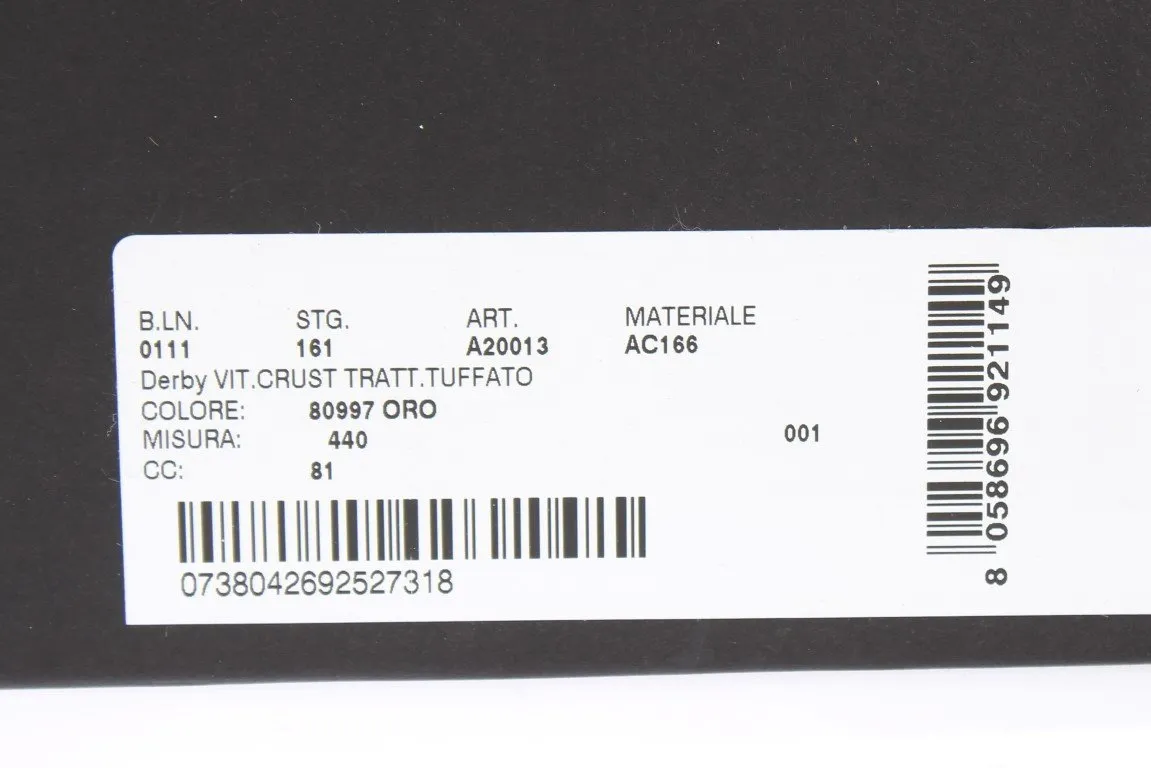 B.LN. STG. ART. MATERIALE
0111 161 A20013 AC166
Derby VIT.CRUST TRATT.TUFFATO
COLORE: 80997 ORO
MISURA: 440 001
CC: 81
0738042692527318
8 058696 921149